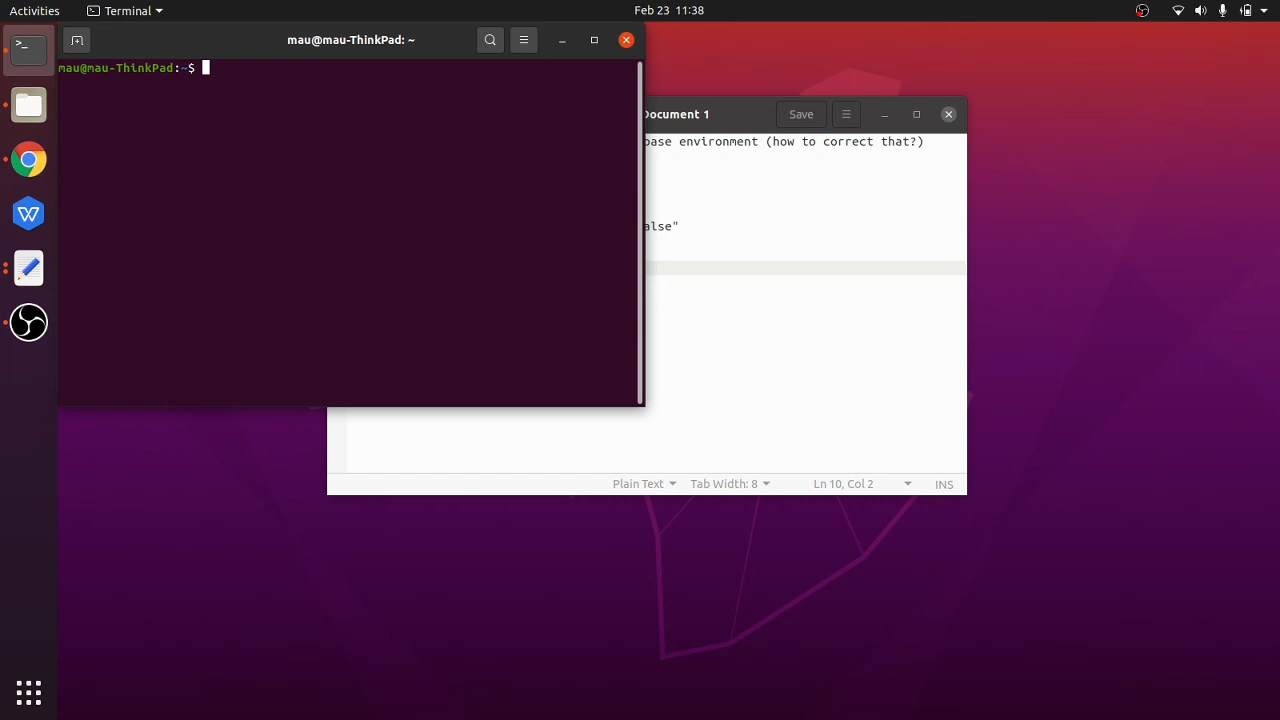 Activities Terminal Feb 23 11:38
mau@mau-ThinkPad: ~
mau@mau-ThinkPad:~$
Document 1 Save
base environment (how to correct that?)
alse"
Plain Text Tab Width: 8 Ln 10, Col 2 INS